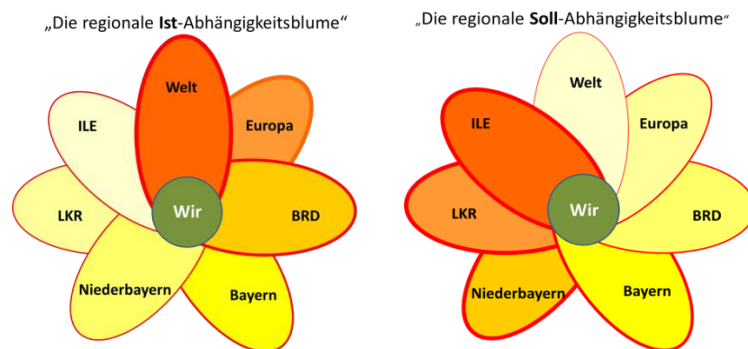 „Die regionale Ist-Abhängigkeitsblume“
Welt
ILE
Europa
LKR
Wir
BRD
Niederbayern
Bayern
„Die regionale Soll-Abhängigkeitsblume“
Welt
ILE
Europa
LKR
Wir
BRD
Niederbayern
Bayern